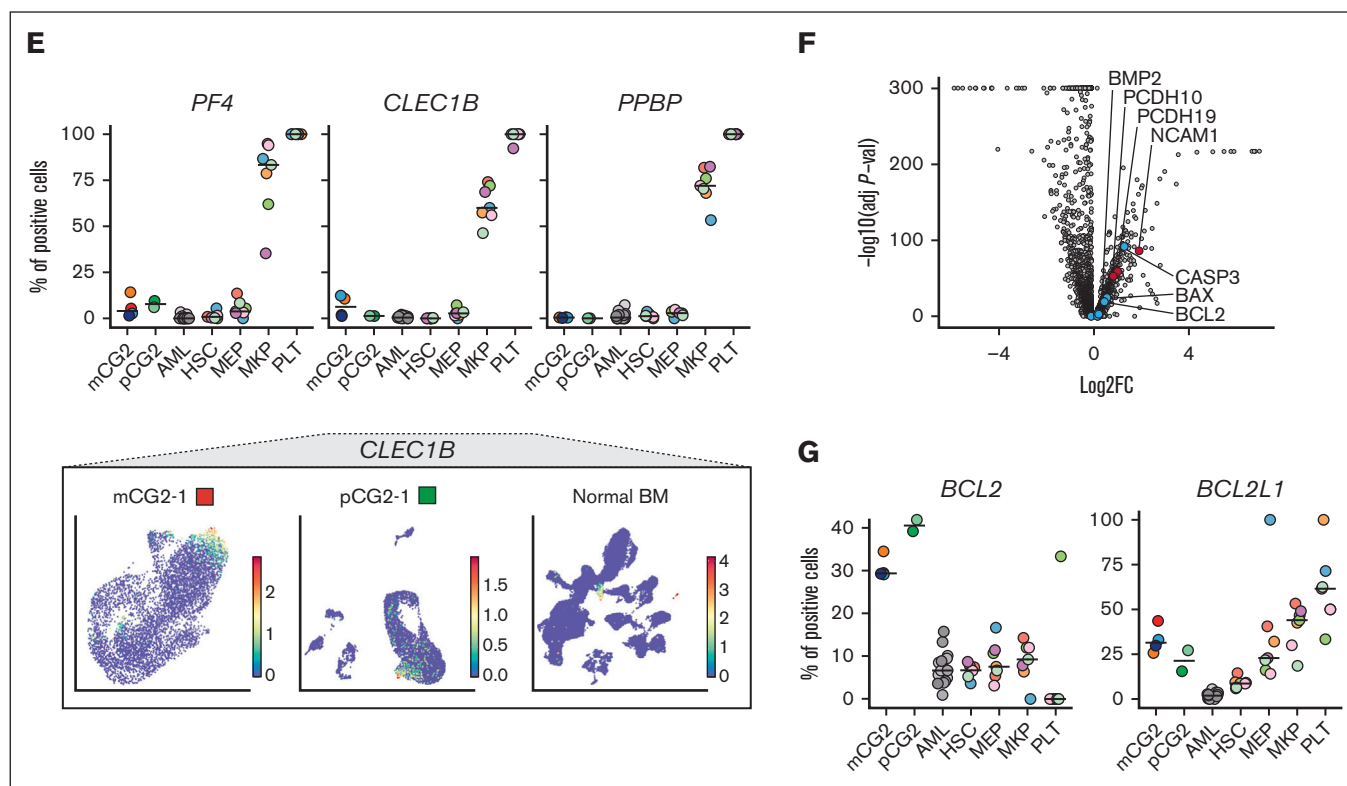 E
PF4 CLEC1B PPBP
% of positive cells
100
75
50
25
0
mCG2 pCG2 AML HSC MEP MKP PLT
mCG2 pCG2 AML HSC MEP MKP PLT
mCG2 pCG2 AML HSC MEP MKP PLT
CLEC1B
mCG2-1 pCG2-1 Normal BM
2
1
0
1.5
1.0
0.5
0.0
4
3
2
1
0
F
–log10(adj P–val)
300
200
100
0
BMP2
PCDH10
PCDH19
NCAM1
CASP3
BAX
BCL2
–4 0 4
Log2FC
G
BCL2 BCL2L1
% of positive cells
40
30
20
10
0
mCG2 pCG2 AML HSC MEP MKP PLT
100
75
50
25
0
mCG2 pCG2 AML HSC MEP MKP PLT